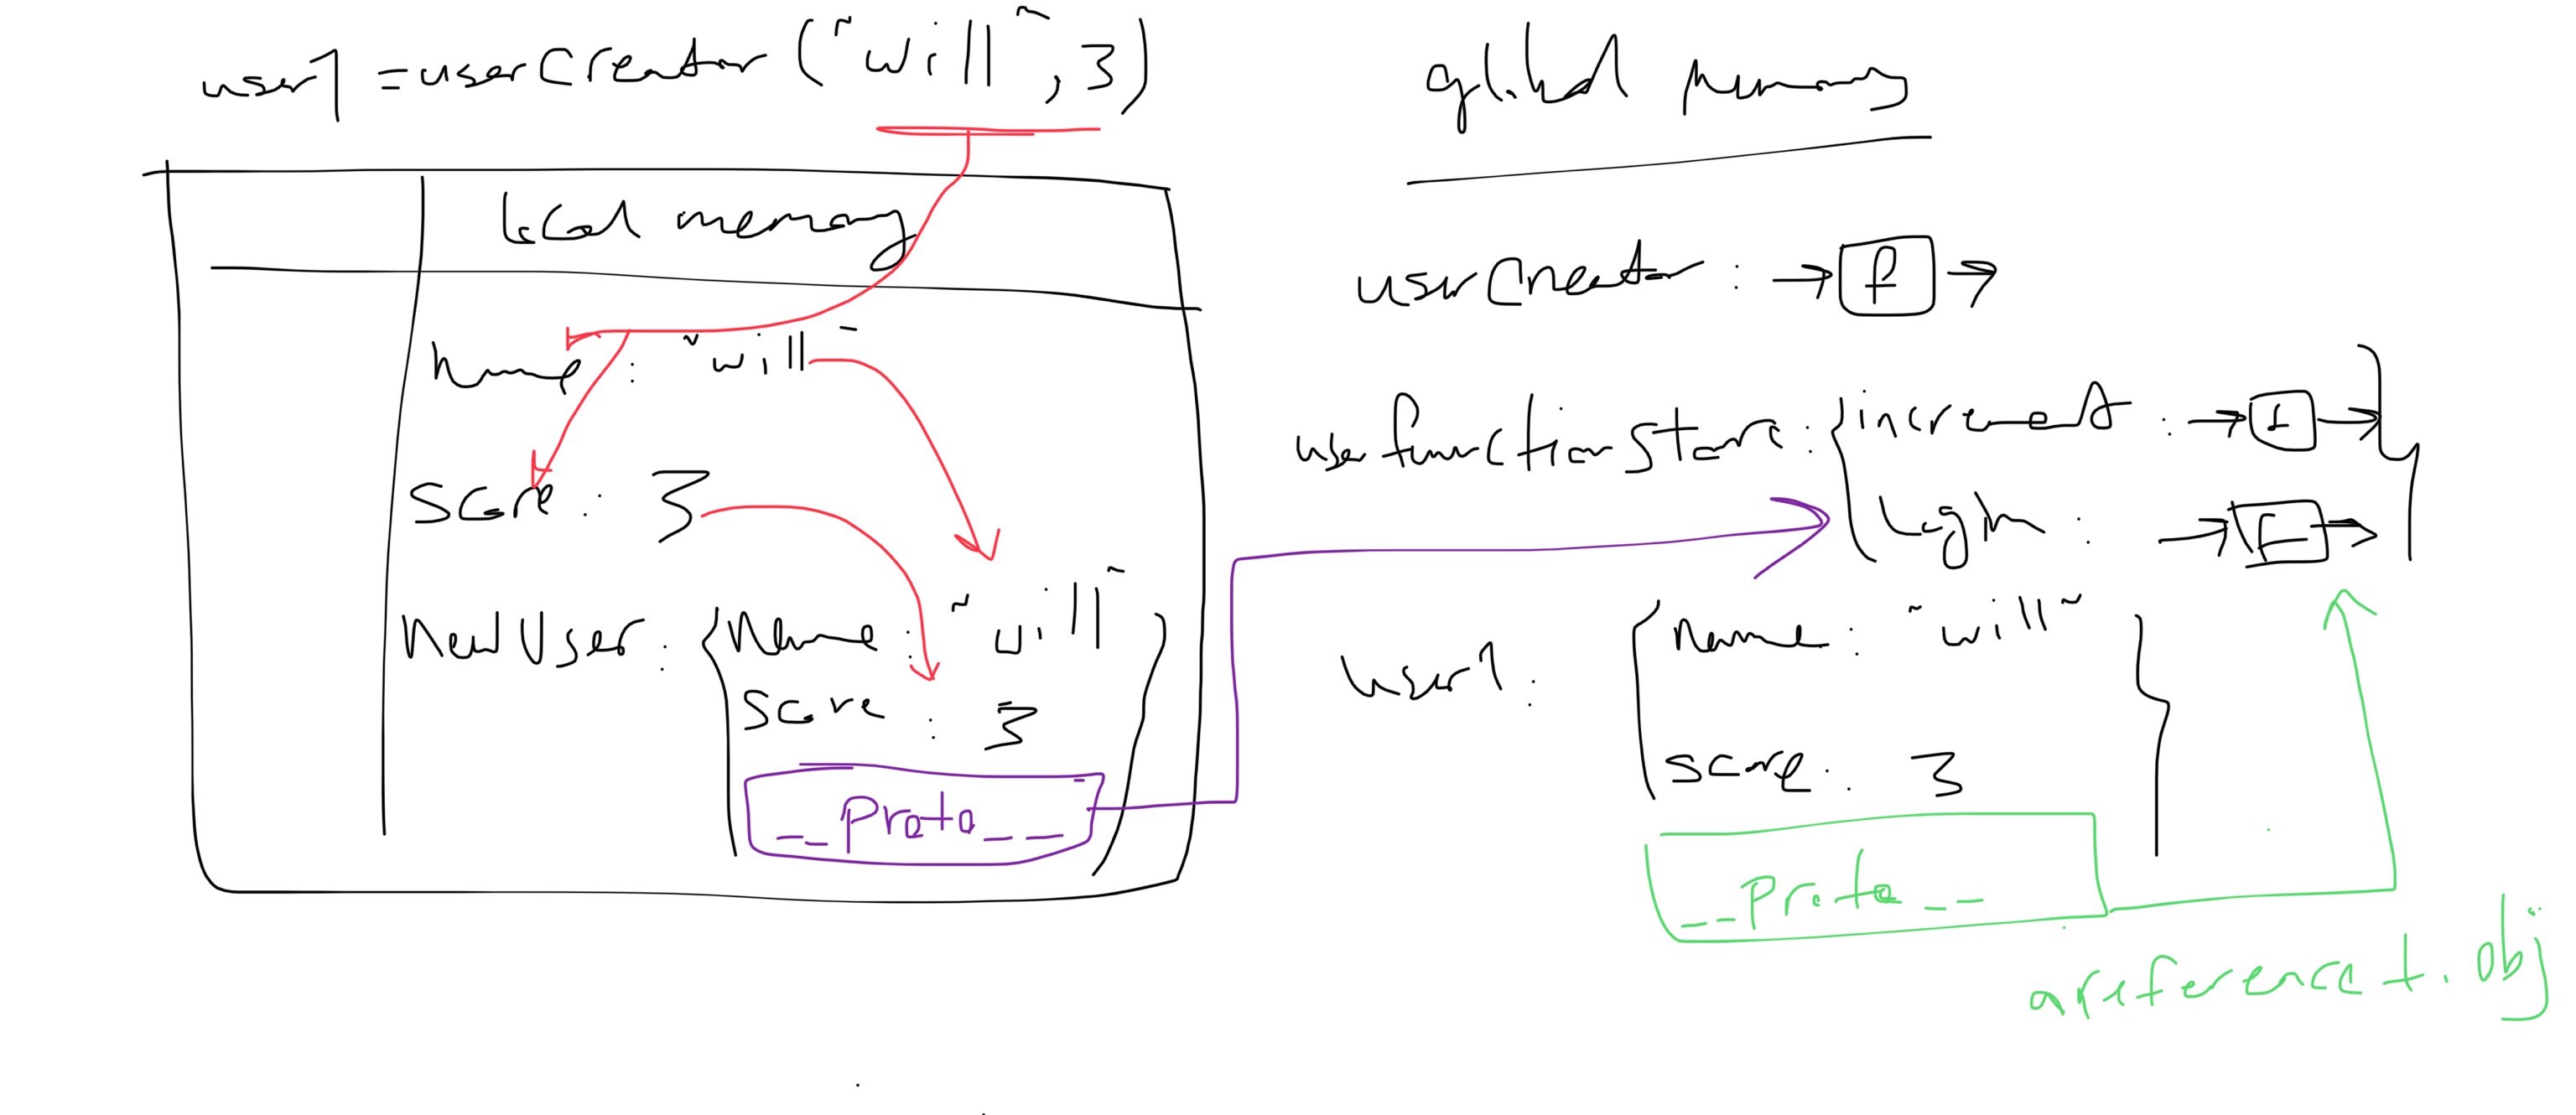 user1 = userCreator ("will", 3)
local memory
name : "will"
score : 3
newUser : { Name : "will"
score : 3
__proto__ }
global memory
userCreator : → f →
userfunctionStore : { increment : → f →
login : → f → }
user1 : { Name : "will"
score : 3 }
__proto__
a reference to obj